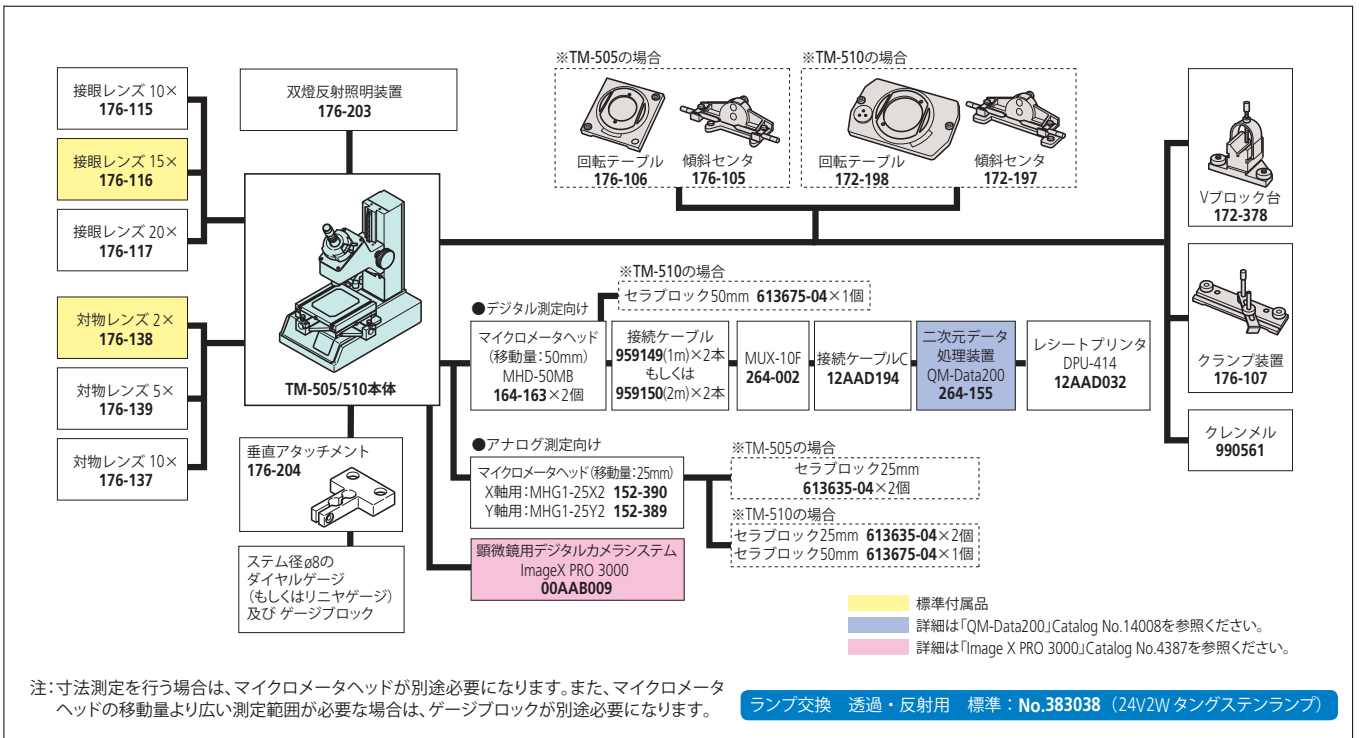 接眼レンズ 10×
176-115
接眼レンズ 15×
176-116
接眼レンズ 20×
176-117
対物レンズ 2×
176-138
対物レンズ 5×
176-139
対物レンズ 10×
176-137
双燈反射照明装置
176-203
TM-505/510本体
垂直アタッチメント
176-204
ステム径ø8の
ダイヤルゲージ
(もしくはリニヤゲージ)
及び ゲージブロック
※TM-505の場合
回転テーブル
176-106
傾斜センタ
176-105
※TM-510の場合
回転テーブル
172-198
傾斜センタ
172-197
Vブロック台
172-378
クランプ装置
176-107
クレンメル
990561
※TM-510の場合
セラブロック50mm 613675-04×1個
●デジタル測定向け
マイクロメータヘッド
(移動量:50mm)
MHD-50MB
164-163×2個
接続ケーブル
959149(1m)×2本
もしくは
959150(2m)×2本
MUX-10F
264-002
接続ケーブルC
12AAD194
二次元データ
処理装置
QM-Data200
264-155
レシートプリンタ
DPU-414
12AAD032
●アナログ測定向け
マイクロメータヘッド(移動量:25mm)
X軸用:MHG1-25X2 152-390
Y軸用:MHG1-25Y2 152-389
※TM-505の場合
セラブロック25mm
613635-04×2個
※TM-510の場合
セラブロック25mm 613635-04×2個
セラブロック50mm 613675-04×1個
顕微鏡用デジタルカメラシステム
ImageX PRO 3000
00AAB009
標準付属品
詳細は「QM-Data200」Catalog No.14008を参照ください。
詳細は「Image X PRO 3000」Catalog No.4387を参照ください。
注:寸法測定を行う場合は、マイクロメータヘッドが別途必要になります。また、マイクロメータ
ヘッドの移動量より広い測定範囲が必要な場合は、ゲージブロックが別途必要になります。
ランプ交換 透過・反射用 標準:No.383038(24V2Wタングステンランプ)